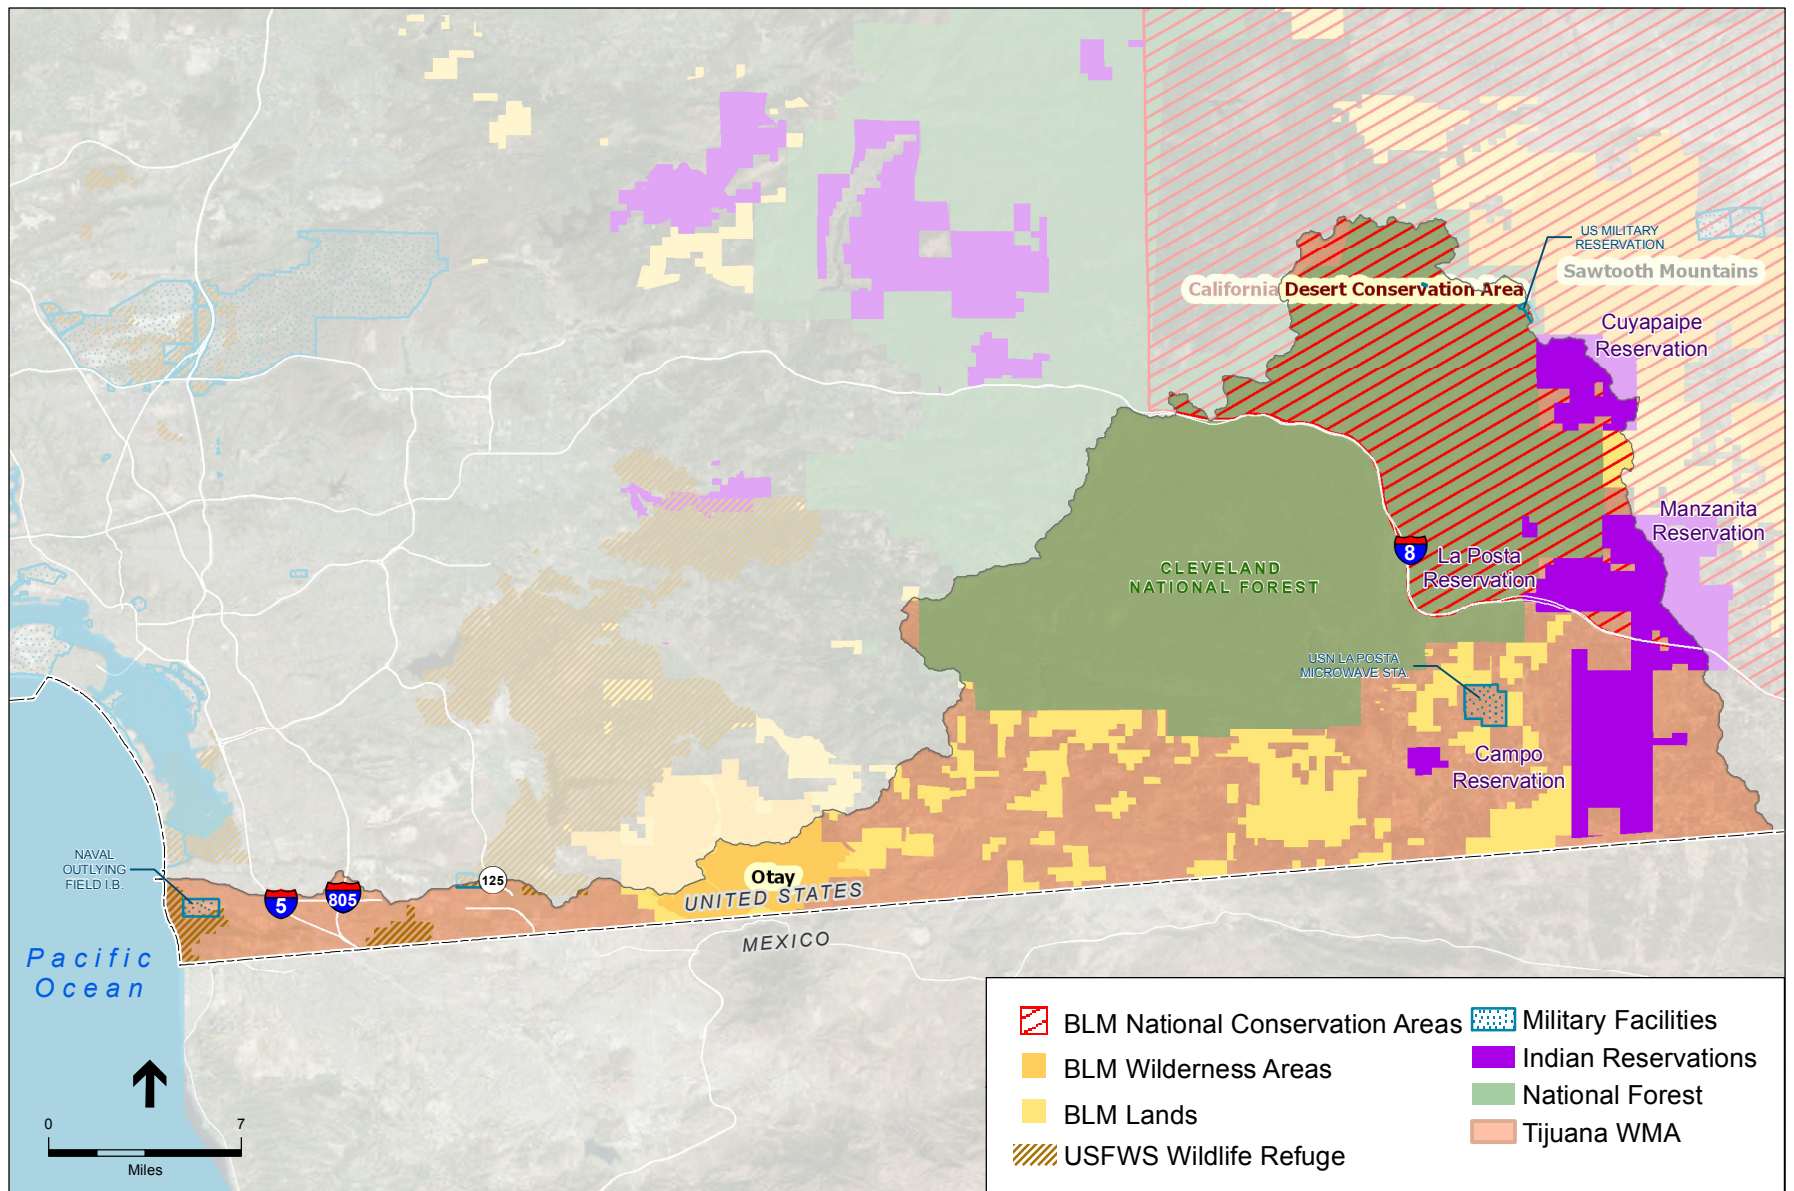 US MILITARY
RESERVATION
Sawtooth Mountains
California Desert Conservation Area
Cuyapaipe
Reservation
Manzanita
Reservation
8
La Posta
Reservation
CLEVELAND
NATIONAL FOREST
USN LA POSTA
MICROWAVE STA.
Campo
Reservation
NAVAL
OUTLYING
FIELD I.B.
125
Otay
5
805
UNITED STATES
MEXICO
Pacific
Ocean
0 7
Miles
BLM National Conservation Areas
BLM Wilderness Areas
BLM Lands
USFWS Wildlife Refuge
Military Facilities
Indian Reservations
National Forest
Tijuana WMA